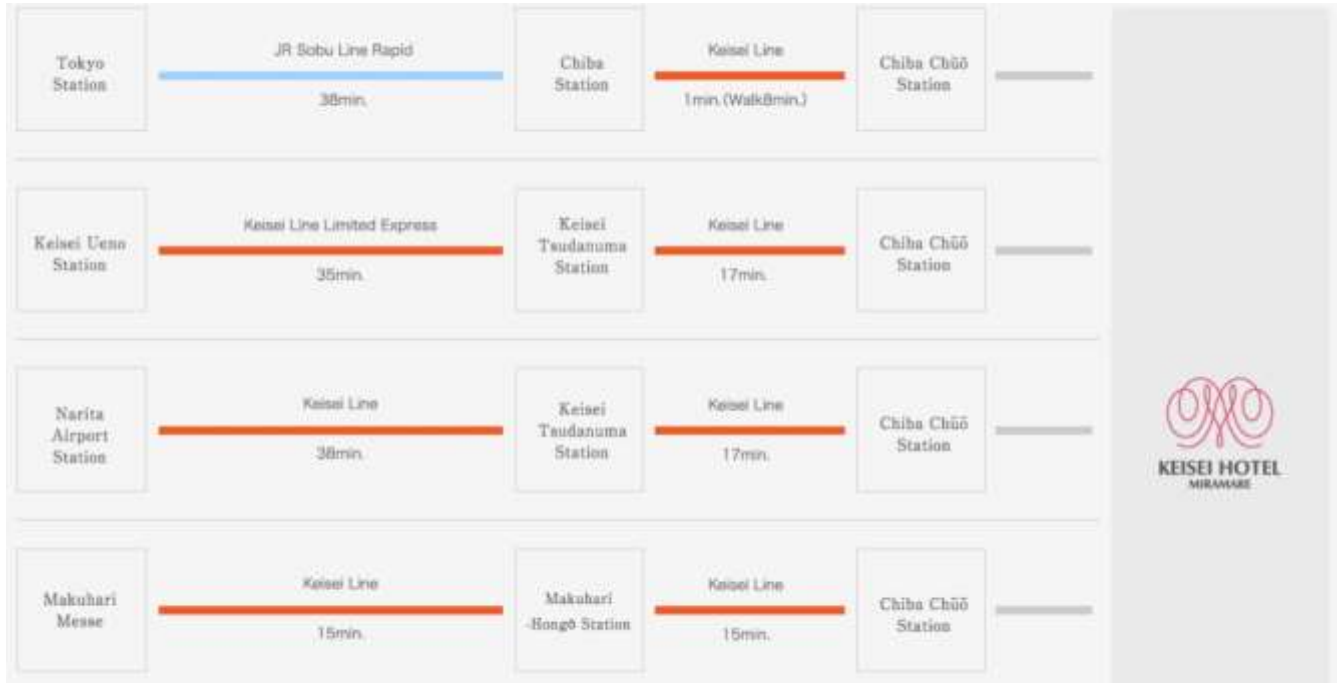 Tokyo
Station
JR Sobu Line Rapid
38min.
Chiba
Station
Keisei Line
1min.(Walk8min.)
Chiba Chūō
Station
Keisei Ueno
Station
Keisei Line Limited Express
35min.
Keisei
Tsudanuma
Station
Keisei Line
17min.
Chiba Chūō
Station
Narita
Airport
Station
Keisei Line
38min.
Keisei
Tsudanuma
Station
Keisei Line
17min.
Chiba Chūō
Station
KEISEI HOTEL
MIRAMARE
Makuhari
Messe
Keisei Line
15min.
Makuhari
-Hongō Station
Keisei Line
15min.
Chiba Chūō
Station